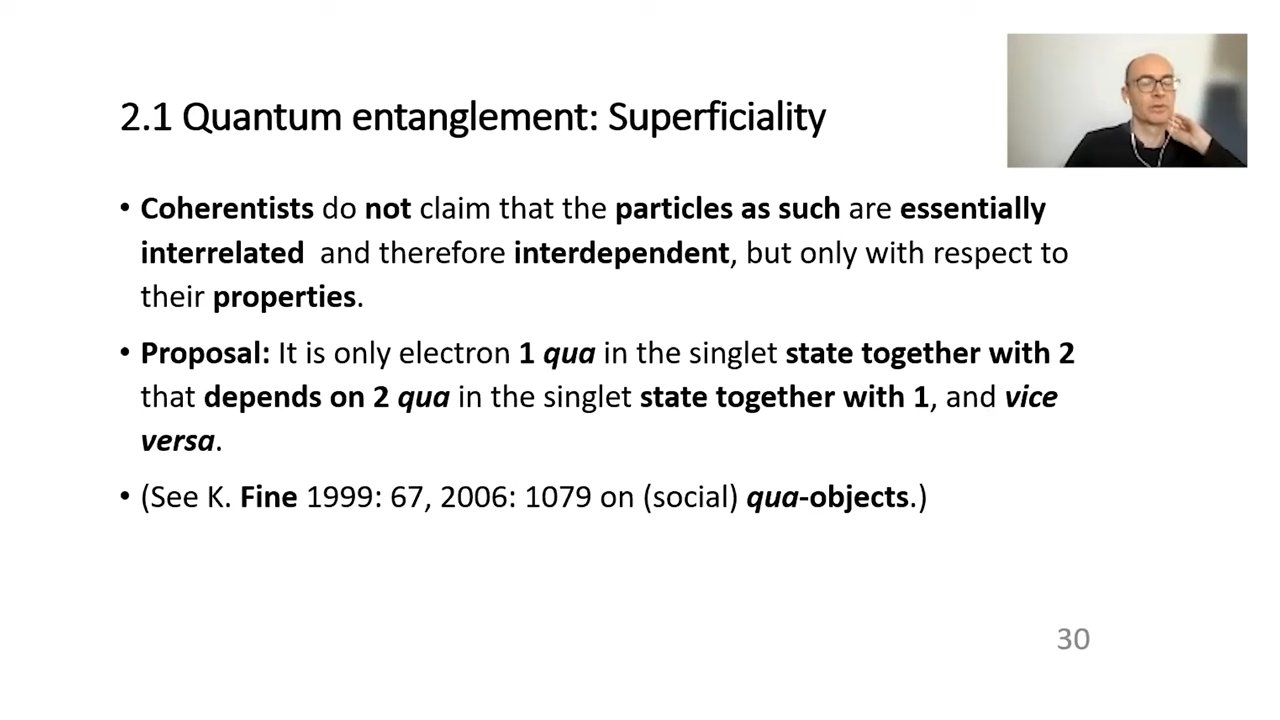 2.1 Quantum entanglement: Superficiality
• Coherentists do not claim that the particles as such are essentially
interrelated and therefore interdependent, but only with respect to
their properties.
• Proposal: It is only electron 1 qua in the singlet state together with 2
that depends on 2 qua in the singlet state together with 1, and vice
versa.
• (See K. Fine 1999: 67, 2006: 1079 on (social) qua-objects.)
30